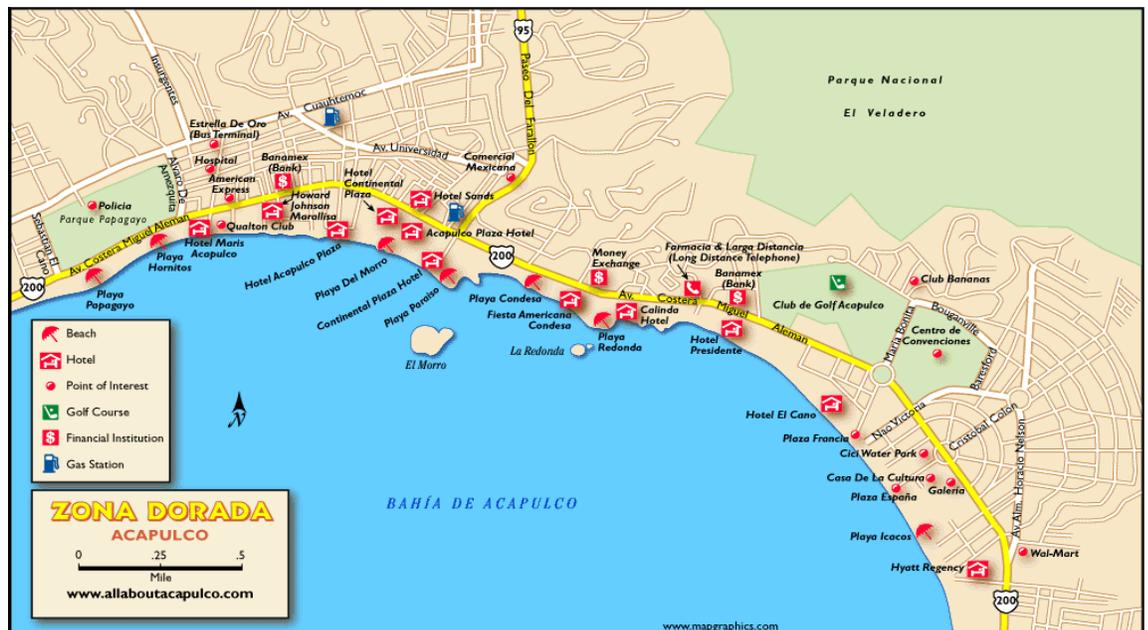 95
Paseo Del Farallon
Parque Nacional
El Veladero
Insurgentes
Av. Cuauhtemoc
Estrella De Oro
(Bus Terminal)
Av. Universidad
Hospital
Banamex
(Bank)
Comercial
Mexicana
Alvaro De
Amezquita
American
Express
Hotel
Continental
Plaza
Howard
Johnson
Marallisa
Hotel Sands
Policia
Parque Papagayo
Qualton Club
Acapulco Plaza Hotel
Sebastian El
Cano
Av. Costera Miguel Aleman
Hotel Maris
Acapulco
Playa
Hornitos
Hotel Acapulco Plaza
Playa Del Morro
Continental Plaza Hotel
Playa Paraiso
200
200
Playa
Papagayo
Money
Exchange
Farmacia & Larga Distancia
(Long Distance Telephone)
Banamex
(Bank)
Club Bananas
Playa Condesa
Fiesta Americana
Condesa
Av. Costera Miguel Aleman
Calinda
Hotel
Club de Golf Acapulco
Maria Bonita
Bouganville
Centro de
Convenciones
Baresford
Playa
Redonda
Hotel
Presidente
La Redonda
El Morro
Beach
Hotel
Point of Interest
Golf Course
$ Financial Institution
Gas Station
N
Hotel El Cano
Nao Victoria
Cristobal Colon
Plaza Francia
Cici Water Park
Av. Alm. Horacio Nelson
Casa De La Cultura
Galeria
Plaza España
Playa Icacos
Wal-Mart
Hyatt Regency
200
BAHÍA DE ACAPULCO
ZONA DORADA
ACAPULCO
0 .25 .5
Mile
www.allaboutacapulco.com
www.mapgraphics.com